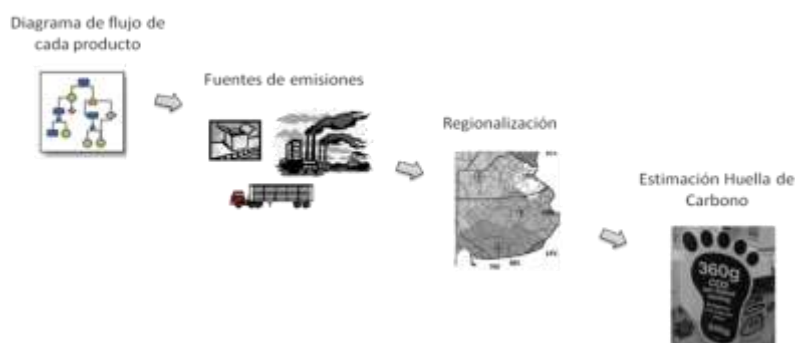 Diagrama de flujo de
cada producto
Fuentes de emisiones
Regionalización
Estimación Huella de
Carbono
360g